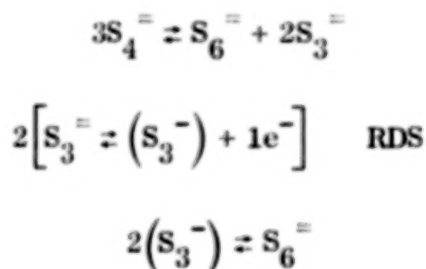 3S₄⁼ ⇄ S₆⁼ + 2S₃⁼
2[S₃⁼ ⇄ (S₃⁻) + 1e⁻] RDS
2(S₃⁻) ⇄ S₆⁼